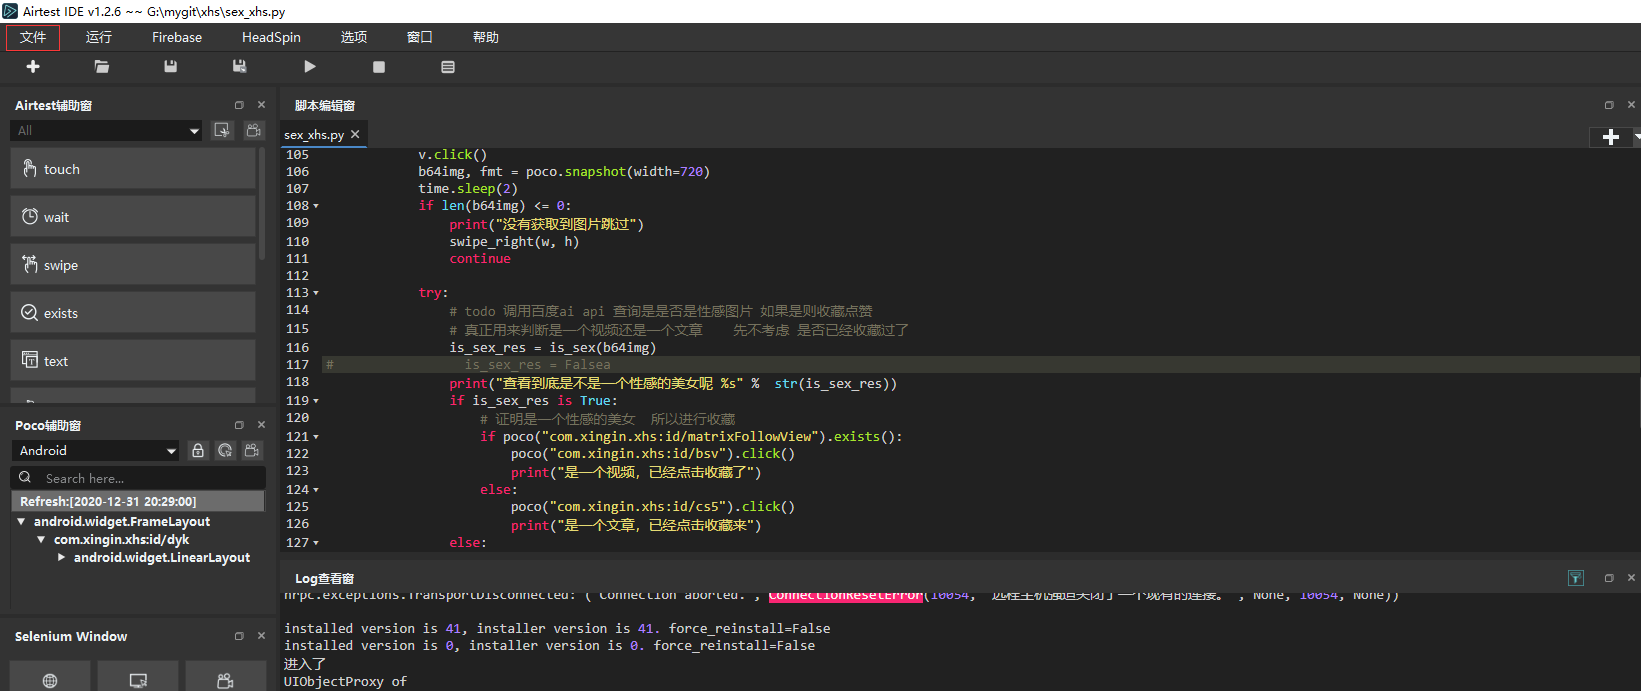 Airtest IDE v1.2.6 ~~ G:\mygit\xhs\sex_xhs.py
文件 运行 Firebase HeadSpin 选项 窗口 帮助
Airtest辅助窗
All
touch
wait
swipe
exists
text
Poco辅助窗
Android
Search here...
Refresh:[2020-12-31 20:29:00]
android.widget.FrameLayout
com.xingin.xhs:id/dyk
android.widget.LinearLayout
Selenium Window
脚本编辑窗
sex_xhs.py
105 v.click()
106 b64img, fmt = poco.snapshot(width=720)
107 time.sleep(2)
108 if len(b64img) <= 0:
109 print("没有获取到图片跳过")
110 swipe_right(w, h)
111 continue
112
113 try:
114 # todo 调用百度ai api 查询是是否是性感图片 如果是则收藏点赞
115 # 真正用来判断是一个视频还是一个文章 先不考虑 是否已经收藏过了
116 is_sex_res = is_sex(b64img)
117 # is_sex_res = Falsea
118 print("查看到底是不是一个性感的美女呢 %s" % str(is_sex_res))
119 if is_sex_res is True:
120 # 证明是一个性感的美女 所以进行收藏
121 if poco("com.xingin.xhs:id/matrixFollowView").exists():
122 poco("com.xingin.xhs:id/bsv").click()
123 print("是一个视频，已经点击收藏了")
124 else:
125 poco("com.xingin.xhs:id/cs5").click()
126 print("是一个文章，已经点击收藏来")
127 else:
Log查看窗
hrpc.exceptions.TransportDisconnected: ('Connection aborted.', ConnectionResetError(10054, '远程主机强迫关闭了一个现有的连接。', None, 10054, None))
installed version is 41, installer version is 41. force_reinstall=False
installed version is 0, installer version is 0. force_reinstall=False
进入了
UIObjectProxy of